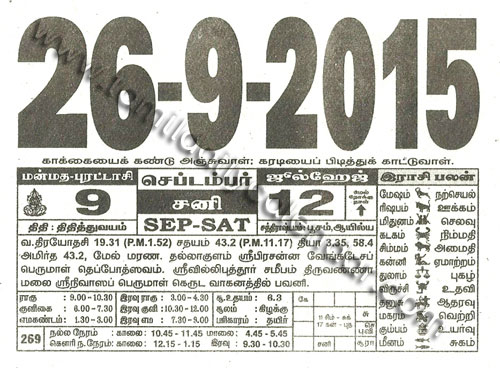 26-9-2015
www.tamildailycalendar.com
காக்கையைக் கண்டு அஞ்சுவாள்; கரடியைப் பிடித்துக் காட்டுவாள்.
மன்மத-புரட்டாசி செப்டம்பர் ஜூல்ஹேஜ் இராசி பலன்
9 சனி 12 மேல் நோக்கு நாள்
திதி : திதித்துவயம் SEP-SAT சந்திராஷ்டமம் : பூசம், ஆயில்ய
மேஷம் நற்செயல்
ரிஷபம் ஊக்கம்
மிதுனம் செலவு
கடகம் நிம்மதி
சிம்மம் அமைதி
கன்னி ஏமாற்றம்
துலாம் புகழ்
விருச் உதவி
தனுசு ஆதரவு
மகரம் வெற்றி
கும்பம் உயர்வு
மீனம் சுகம்
வ.திரயோதசி 19.31 (P.M.1.52) சதயம் 43.2 (P.M.11.17) தியா 3.35, 58.4
அமிர்த 43.2, மேல் மரண. தல்லாகுளம் ஸ்ரீபிரசன்ன வேங்கடேசப்
பெருமாள் தெப்போத்ஸவம். ஸ்ரீவில்லிபுத்தூர் சமீபம் திருவண்ணா
மலை ஸ்ரீநிவாஸப் பெருமாள் கெருட வாகனத்தில் பவனி.
ராகு : 9.00 - 10.30 இரவு ராகு : 3.00 - 4.30 சூ.உதயம் : 6.3
குளிகை : 6.00 - 7.30 இரவு குளி : 12.00 - 1.30 சூலம் : கிழக்கு
எமகண்டம் : 1.30 - 3.00 இரவு எம : 7.30 - 9.00 பரிகாரம் : தயிர்
269 நல்ல நேரம் : காலை: 10.45 - 11.45 மாலை : 4.45 - 5.45
கௌரி ந. நேரம்: காலை: 12.15 - 1.15 இரவு : 9.30 - 10.30